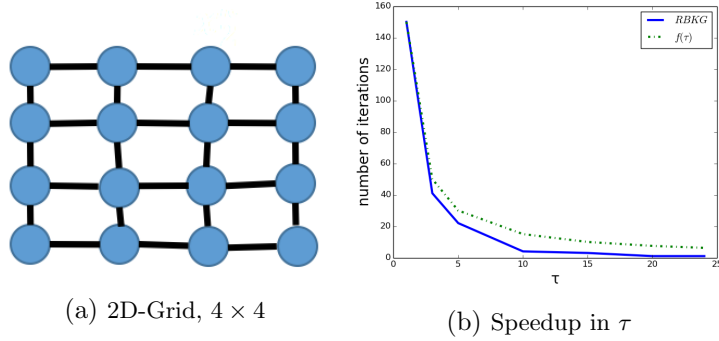 160
140
120
100
80
60
40
20
0
0 5 10 15 20 25
number of iterations
τ
RBKG
f(τ)
(a) 2D-Grid, 4 × 4
(b) Speedup in τ